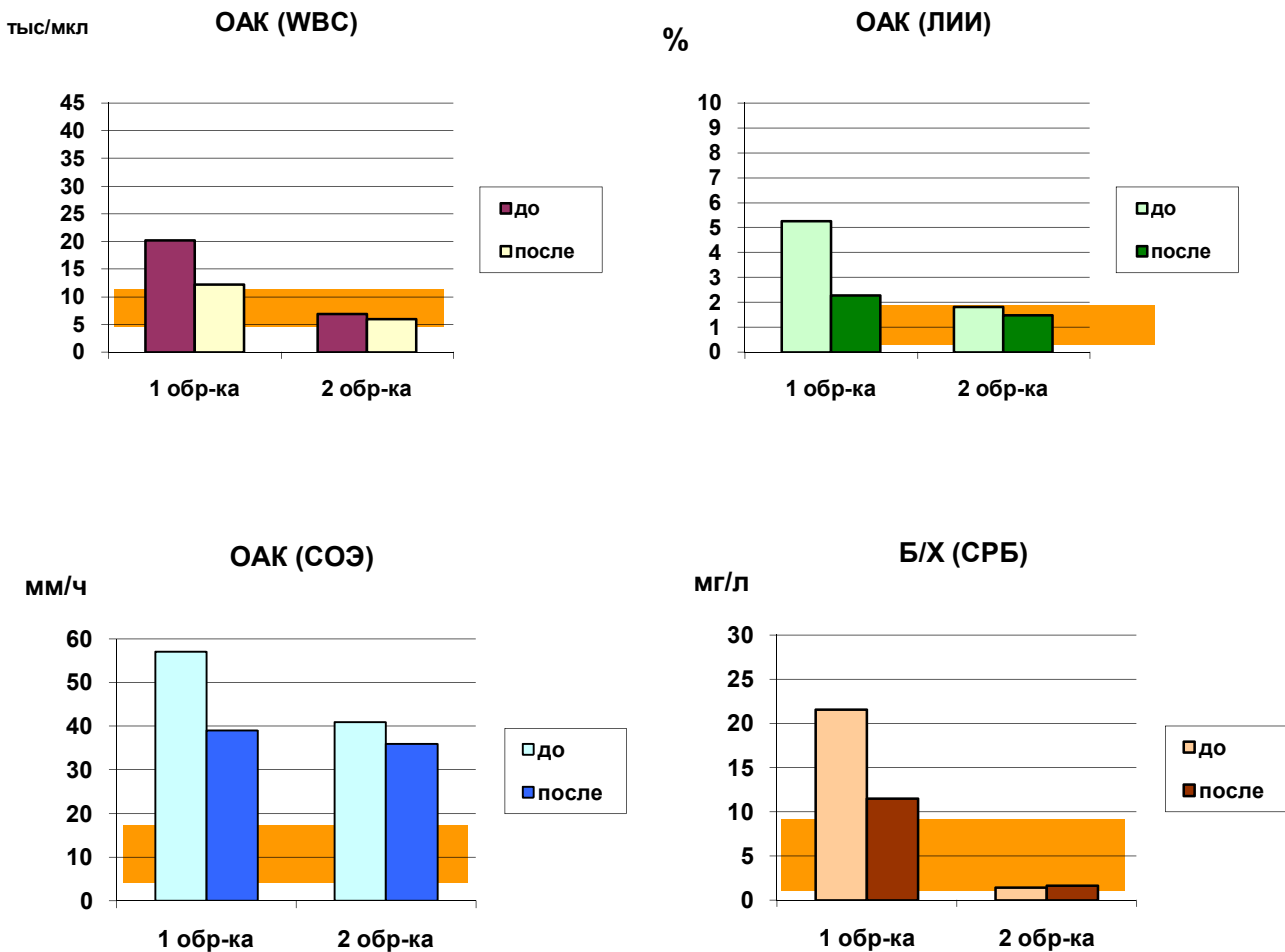 тыс/мкл
ОАК (WBC)
45
40
35
30
25
20
15
10
5
0
1 обр-ка
2 обр-ка
до
после
%
ОАК (ЛИИ)
10
9
8
7
6
5
4
3
2
1
0
1 обр-ка
2 обр-ка
до
после
ОАК (СОЭ)
мм/ч
60
50
40
30
20
10
0
1 обр-ка
2 обр-ка
до
после
Б/Х (СРБ)
мг/л
30
25
20
15
10
5
0
1 обр-ка
2 обр-ка
до
после